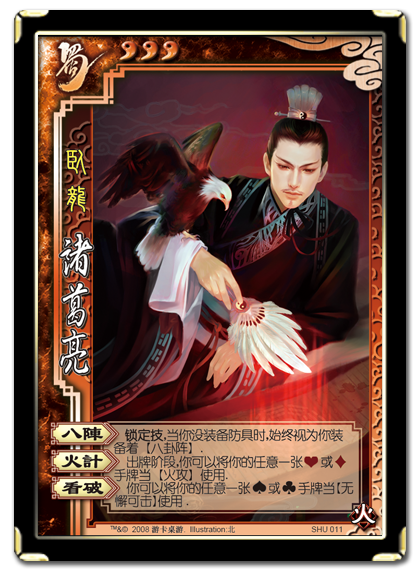 蜀
臥龍
諸葛亮
八陣
锁定技,当你没装备防具时,始终视为你装
备着【八卦阵】.
火計
出牌阶段,你可以将你的任意一张♥或♦
手牌当【火攻】使用.
看破
你可以将你的任意一张♠或♣手牌当【无
懈可击】使用.
火
™&© 2008 游卡桌游. Illustration:北
SHU 011